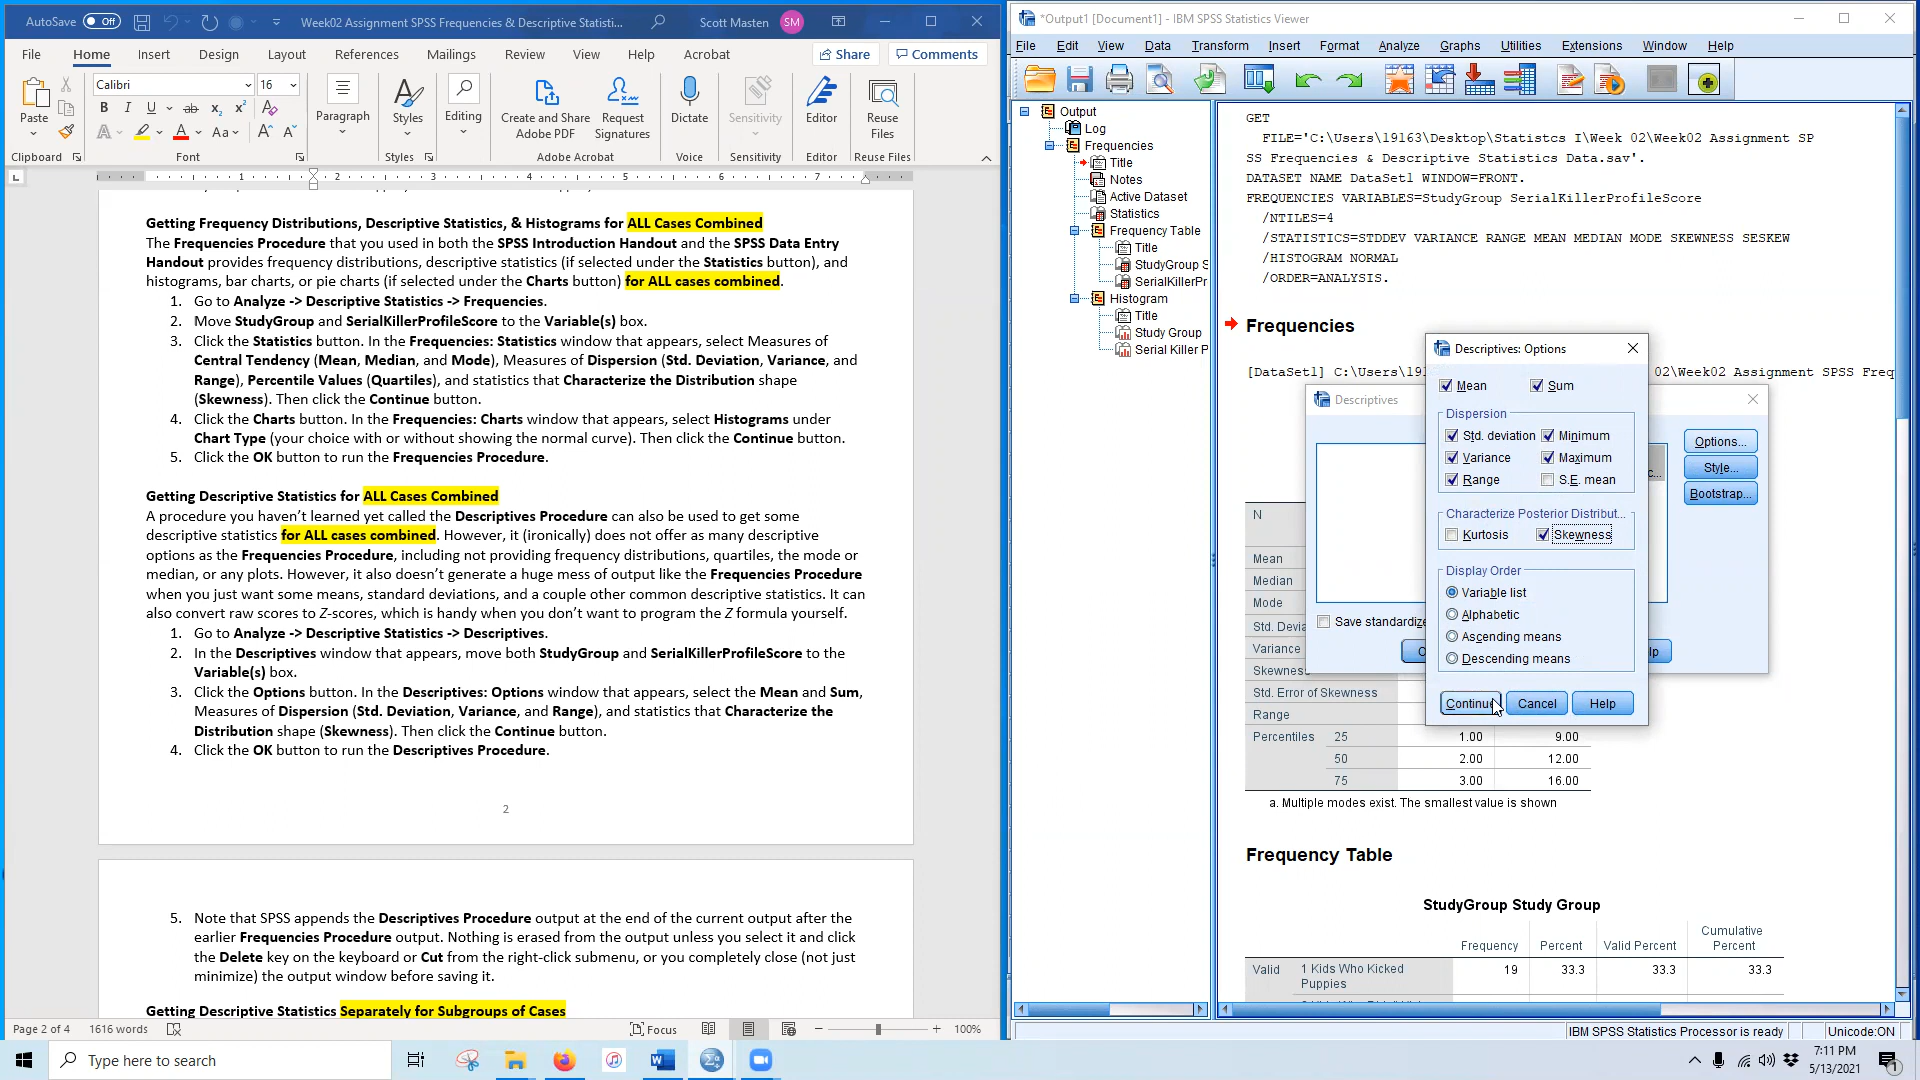 AutoSave Off
Week02 Assignment SPSS Frequencies & Descriptive Statisti...
Scott Masten SM
File Home Insert Design Layout References Mailings Review View Help Acrobat Share Comments
Calibri 16
Paste
Paragraph
Styles
Editing
Create and Share Adobe PDF
Request Signatures
Dictate
Sensitivity
Editor
Reuse Files
Clipboard Font Styles Adobe Acrobat Voice Sensitivity Editor Reuse Files
1 2 3 4 5 6 7
Getting Frequency Distributions, Descriptive Statistics, & Histograms for ALL Cases Combined
The Frequencies Procedure that you used in both the SPSS Introduction Handout and the SPSS Data Entry
Handout provides frequency distributions, descriptive statistics (if selected under the Statistics button), and
histograms, bar charts, or pie charts (if selected under the Charts button) for ALL cases combined.
1. Go to Analyze -> Descriptive Statistics -> Frequencies.
2. Move StudyGroup and SerialKillerProfileScore to the Variable(s) box.
3. Click the Statistics button. In the Frequencies: Statistics window that appears, select Measures of
Central Tendency (Mean, Median, and Mode), Measures of Dispersion (Std. Deviation, Variance, and
Range), Percentile Values (Quartiles), and statistics that Characterize the Distribution shape
(Skewness). Then click the Continue button.
4. Click the Charts button. In the Frequencies: Charts window that appears, select Histograms under
Chart Type (your choice with or without showing the normal curve). Then click the Continue button.
5. Click the OK button to run the Frequencies Procedure.
Getting Descriptive Statistics for ALL Cases Combined
A procedure you haven't learned yet called the Descriptives Procedure can also be used to get some
descriptive statistics for ALL cases combined. However, it (ironically) does not offer as many descriptive
options as the Frequencies Procedure, including not providing frequency distributions, quartiles, the mode or
median, or any plots. However, it also doesn't generate a huge mess of output like the Frequencies Procedure
when you just want some means, standard deviations, and a couple other common descriptive statistics. It can
also convert raw scores to Z-scores, which is handy when you don't want to program the Z formula yourself.
1. Go to Analyze -> Descriptive Statistics -> Descriptives.
2. In the Descriptives window that appears, move both StudyGroup and SerialKillerProfileScore to the
Variable(s) box.
3. Click the Options button. In the Descriptives: Options window that appears, select the Mean and Sum,
Measures of Dispersion (Std. Deviation, Variance, and Range), and statistics that Characterize the
Distribution shape (Skewness). Then click the Continue button.
4. Click the OK button to run the Descriptives Procedure.
2
5. Note that SPSS appends the Descriptives Procedure output at the end of the current output after the
earlier Frequencies Procedure output. Nothing is erased from the output unless you select it and click
the Delete key on the keyboard or Cut from the right-click submenu, or you completely close (not just
minimize) the output window before saving it.
Getting Descriptive Statistics Separately for Subgroups of Cases
Page 2 of 4 1616 words Focus 100%
*Output1 [Document1] - IBM SPSS Statistics Viewer
File Edit View Data Transform Insert Format Analyze Graphs Utilities Extensions Window Help
Output
Log
Frequencies
Title
Notes
Active Dataset
Statistics
Frequency Table
Title
StudyGroup S
SerialKillerPr
Histogram
Title
Study Group
Serial Killer P
GET
FILE='C:\Users\19163\Desktop\Statistcs I\Week 02\Week02 Assignment SP
SS Frequencies & Descriptive Statistics Data.sav'.
DATASET NAME DataSet1 WINDOW=FRONT.
FREQUENCIES VARIABLES=StudyGroup SerialKillerProfileScore
/NTILES=4
/STATISTICS=STDDEV VARIANCE RANGE MEAN MEDIAN MODE SKEWNESS SESKEW
/HISTOGRAM NORMAL
/ORDER=ANALYSIS.
Frequencies
[DataSet1] C:\Users\191 02\Week02 Assignment SPSS Freq
Descriptives
Options...
Style...
Bootstrap...
Save standardize
Descriptives: Options
Mean Sum
Dispersion
Std. deviation Minimum
Variance Maximum
Range S.E. mean
Characterize Posterior Distribut...
Kurtosis Skewness
Display Order
Variable list
Alphabetic
Ascending means
Descending means
Continue Cancel Help
N
Mean
Median
Mode
Std. Devia
Variance
Skewness
Std. Error of Skewness
Range
Percentiles 25 1.00 9.00
50 2.00 12.00
75 3.00 16.00
a. Multiple modes exist. The smallest value is shown
Frequency Table
StudyGroup Study Group
Frequency Percent Valid Percent Cumulative Percent
Valid 1 Kids Who Kicked Puppies 19 33.3 33.3 33.3
IBM SPSS Statistics Processor is ready Unicode:ON
Type here to search
7:11 PM
5/13/2021